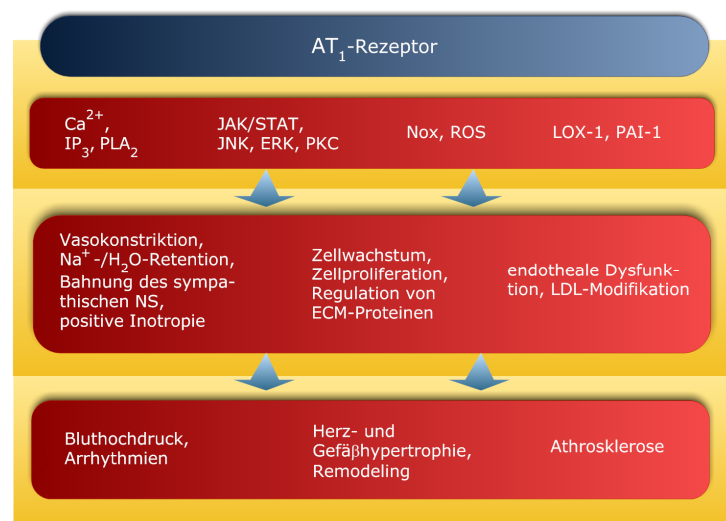 AT₁-Rezeptor
Ca²⁺,
IP₃, PLA₂
JAK/STAT,
JNK, ERK, PKC
Nox, ROS
LOX-1, PAI-1
Vasokonstriktion,
Na⁺-/H₂O-Retention,
Bahnung des sympa-
thischen NS,
positive Inotropie
Zellwachstum,
Zellproliferation,
Regulation von
ECM-Proteinen
endotheale Dysfunk-
tion, LDL-Modifikation
Bluthochdruck,
Arrhythmien
Herz- und
Gefäβhypertrophie,
Remodeling
Athrosklerose